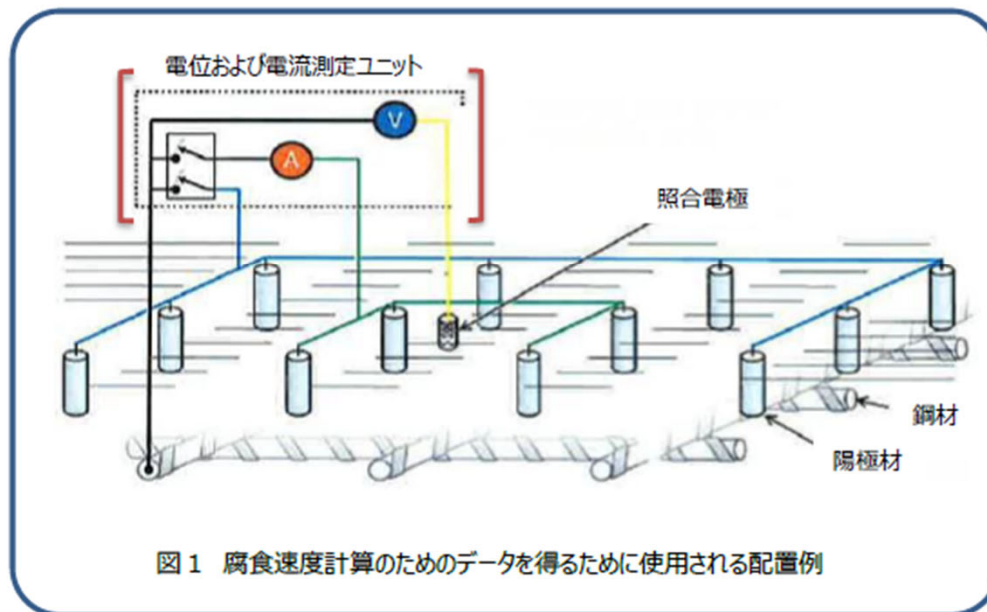 電位および電流測定ユニット
V
A
照合電極
鋼材
陽極材
図1 腐食速度計算のためのデータを得るために使用される配置例